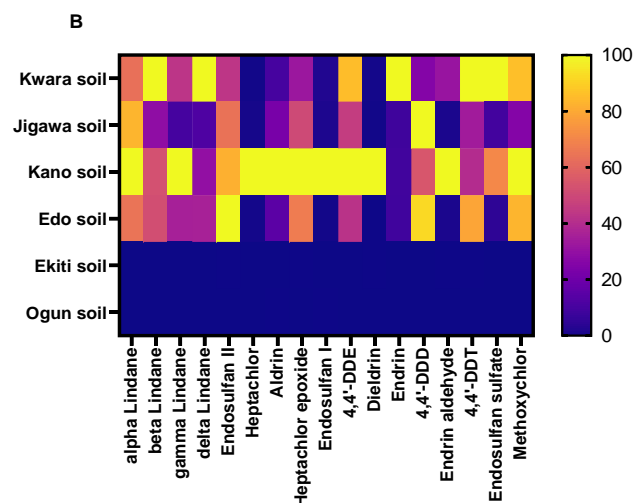 B
Kwara soil
Jigawa soil
Kano soil
Edo soil
Ekiti soil
Ogun soil
100
80
60
40
20
0
alpha Lindane
beta Lindane
gamma Lindane
delta Lindane
Endosulfan II
Heptachlor
Aldrin
Heptachlor epoxide
Endosulfan I
4,4'-DDE
Dieldrin
Endrin
4,4'-DDD
Endrin aldehyde
4,4'-DDT
Endosulfan sulfate
Methoxychlor